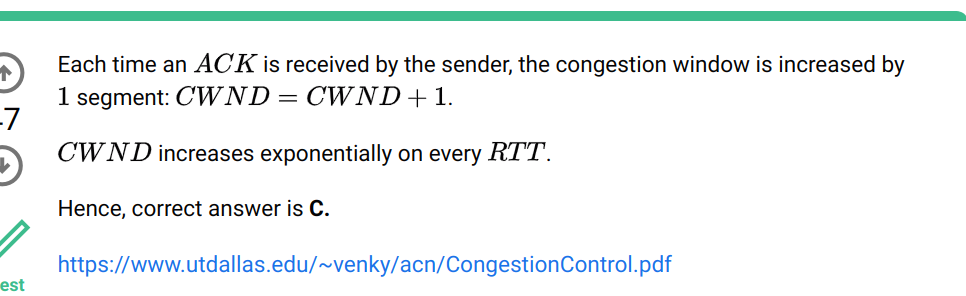 Each time an ACK is received by the sender, the congestion window is increased by
1 segment: CWND = CWND + 1.
7
CWND increases exponentially on every RTT.
Hence, correct answer is C.
https://www.utdallas.edu/~venky/acn/CongestionControl.pdf
est